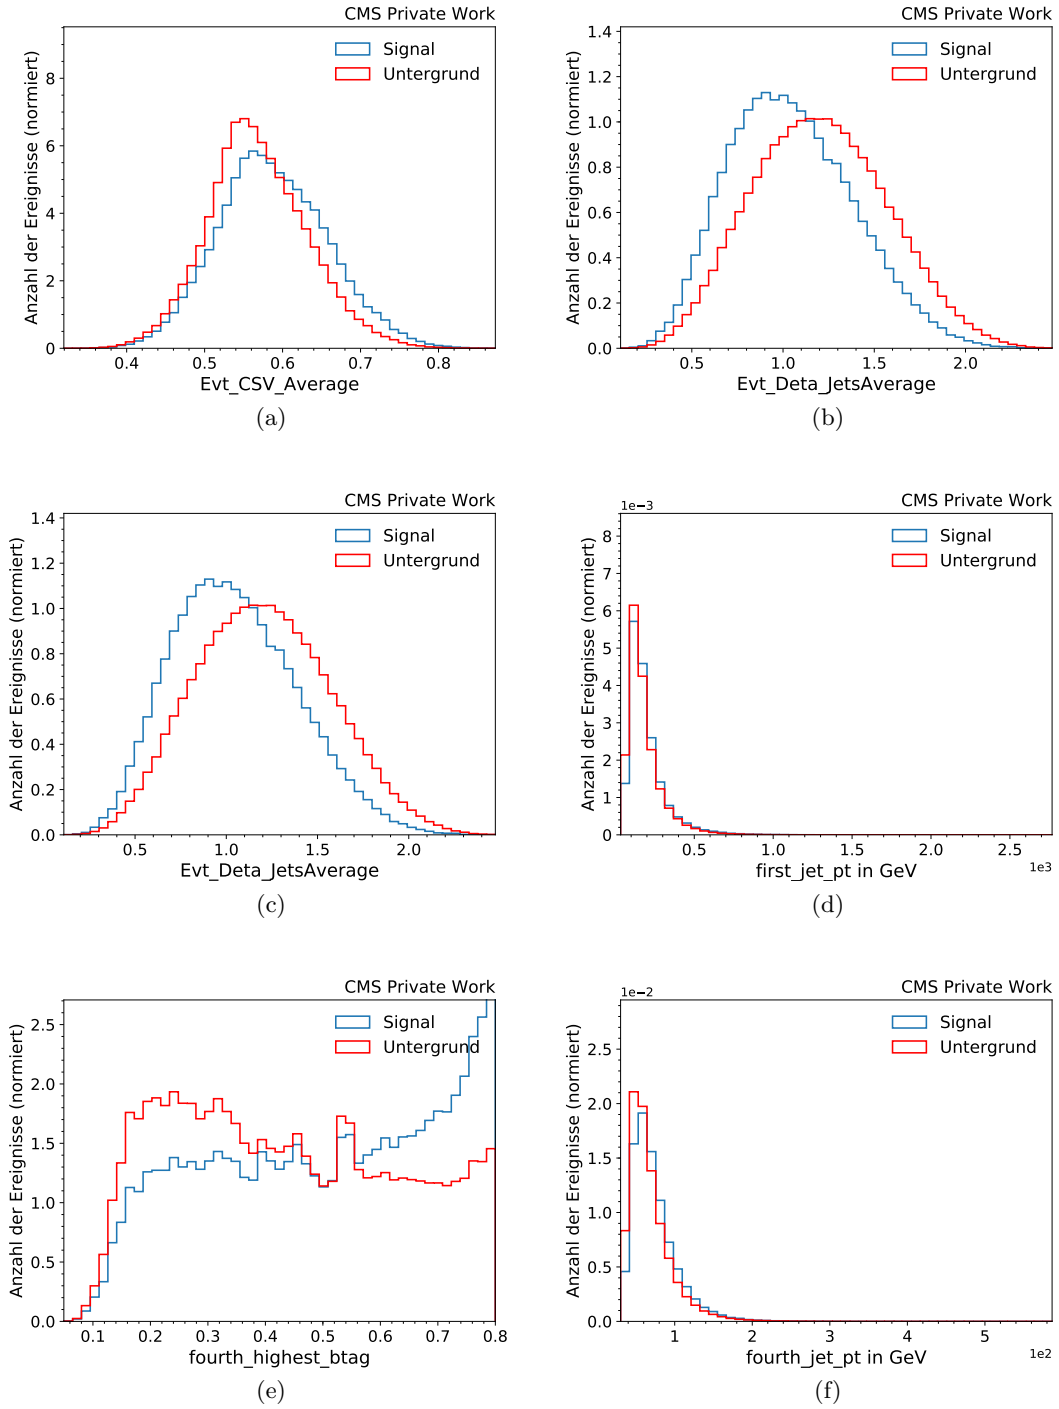 CMS Private Work
Anzahl der Ereignisse (normiert)
Signal
Untergrund
8
6
4
2
0
0.4 0.5 0.6 0.7 0.8
Evt_CSV_Average
(a)
CMS Private Work
Anzahl der Ereignisse (normiert)
Signal
Untergrund
1.4
1.2
1.0
0.8
0.6
0.4
0.2
0.0
0.5 1.0 1.5 2.0
Evt_Deta_JetsAverage
(b)
CMS Private Work
Anzahl der Ereignisse (normiert)
Signal
Untergrund
1.4
1.2
1.0
0.8
0.6
0.4
0.2
0.0
0.5 1.0 1.5 2.0
Evt_Deta_JetsAverage
(c)
CMS Private Work
1e−3
Anzahl der Ereignisse (normiert)
Signal
Untergrund
8
7
6
5
4
3
2
1
0
0.5 1.0 1.5 2.0 2.5
1e3
first_jet_pt in GeV
(d)
CMS Private Work
Anzahl der Ereignisse (normiert)
Signal
Untergrund
2.5
2.0
1.5
1.0
0.5
0.0
0.1 0.2 0.3 0.4 0.5 0.6 0.7 0.8
fourth_highest_btag
(e)
CMS Private Work
1e−2
Anzahl der Ereignisse (normiert)
Signal
Untergrund
2.5
2.0
1.5
1.0
0.5
0.0
1 2 3 4 5
1e2
fourth_jet_pt in GeV
(f)